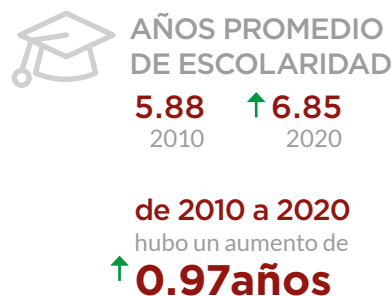 AÑOS PROMEDIO
DE ESCOLARIDAD
5.88 6.85
2010 2020
de 2010 a 2020
hubo un aumento de
0.97años